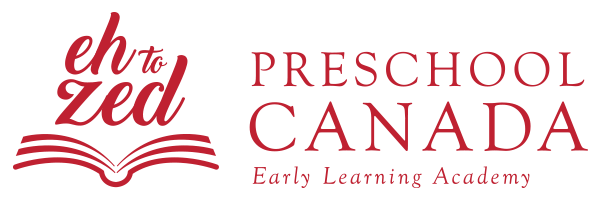 eh to
zed
PRESCHOOL
CANADA
Early Learning Academy